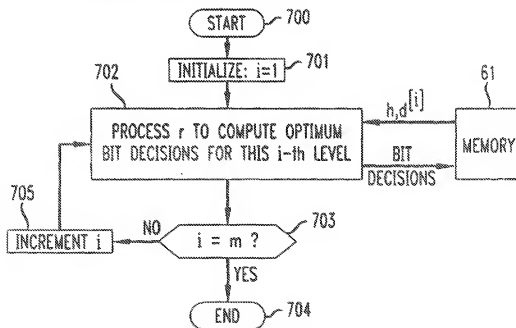 START
700
INITIALIZE: i=1
701
702
PROCESS r TO COMPUTE OPTIMUM
BIT DECISIONS FOR THIS i-th LEVEL
h,d[i]
61
MEMORY
BIT
DECISIONS
705
INCREMENT i
NO
i = m ?
703
YES
END
704